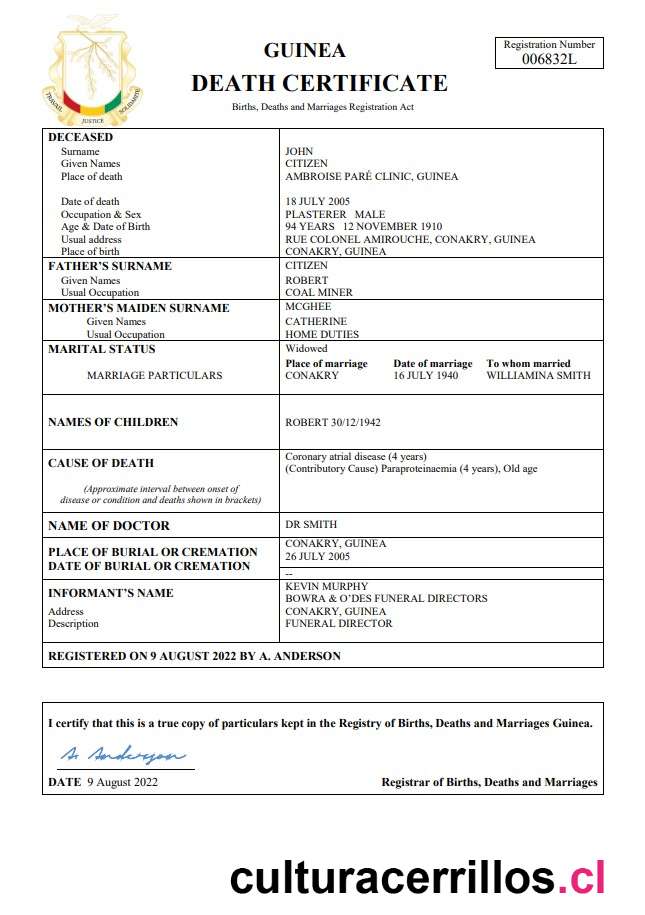 GUINEA
DEATH CERTIFICATE
Births, Deaths and Marriages Registration Act
Registration Number
006832L
TRAVAIL JUSTICE SOLIDARITE
DECEASED
Surname JOHN
Given Names CITIZEN
Place of death AMBROISE PARÉ CLINIC, GUINEA
Date of death 18 JULY 2005
Occupation & Sex PLASTERER MALE
Age & Date of Birth 94 YEARS 12 NOVEMBER 1910
Usual address RUE COLONEL AMIROUCHE, CONAKRY, GUINEA
Place of birth CONAKRY, GUINEA
FATHER'S SURNAME CITIZEN
Given Names ROBERT
Usual Occupation COAL MINER
MOTHER'S MAIDEN SURNAME MCGHEE
Given Names CATHERINE
Usual Occupation HOME DUTIES
MARITAL STATUS Widowed
Place of marriage Date of marriage To whom married
MARRIAGE PARTICULARS CONAKRY 16 JULY 1940 WILLIAMINA SMITH
NAMES OF CHILDREN ROBERT 30/12/1942
CAUSE OF DEATH
Coronary atrial disease (4 years)
(Contributory Cause) Paraproteinaemia (4 years), Old age
(Approximate interval between onset of
disease or condition and deaths shown in brackets)
NAME OF DOCTOR DR SMITH
PLACE OF BURIAL OR CREMATION CONAKRY, GUINEA
DATE OF BURIAL OR CREMATION 26 JULY 2005
--
INFORMANT'S NAME KEVIN MURPHY
BOWRA & O'DES FUNERAL DIRECTORS
Address CONAKRY, GUINEA
Description FUNERAL DIRECTOR
REGISTERED ON 9 AUGUST 2022 BY A. ANDERSON
I certify that this is a true copy of particulars kept in the Registry of Births, Deaths and Marriages Guinea.
A. Anderson
DATE 9 August 2022 Registrar of Births, Deaths and Marriages
culturacerrillos.cl